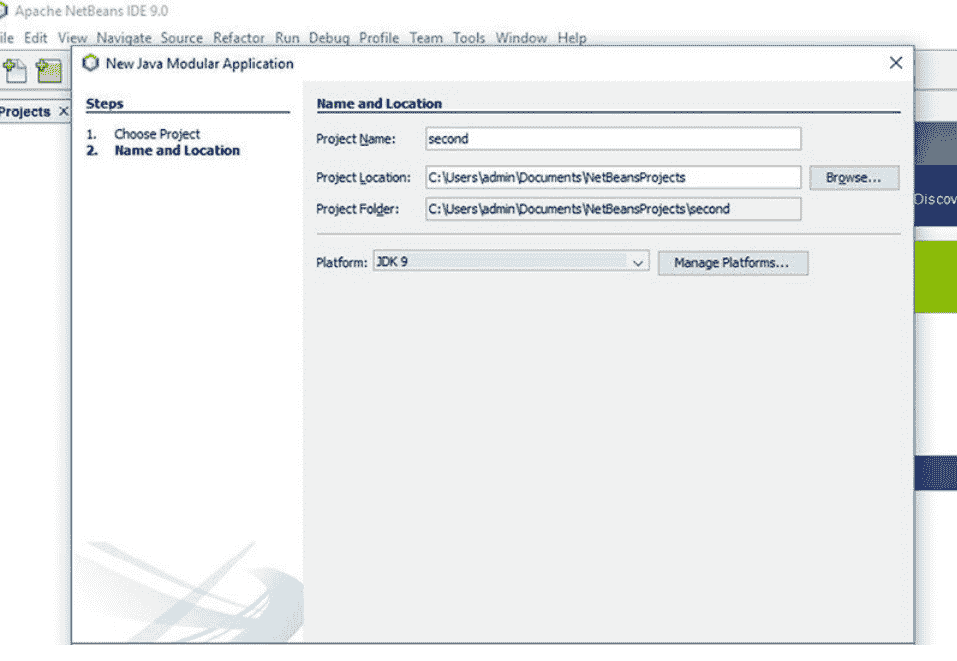 Apache NetBeans IDE 9.0
ile Edit View Navigate Source Refactor Run Debug Profile Team Tools Window Help
New Java Modular Application
Projects
Steps
1. Choose Project
2. Name and Location
Name and Location
Project Name: second
Project Location: C:\Users\admin\Documents\NetBeansProjects Browse...
Project Folder: C:\Users\admin\Documents\NetBeansProjects\second
Discov
Platform: JDK 9 Manage Platforms...